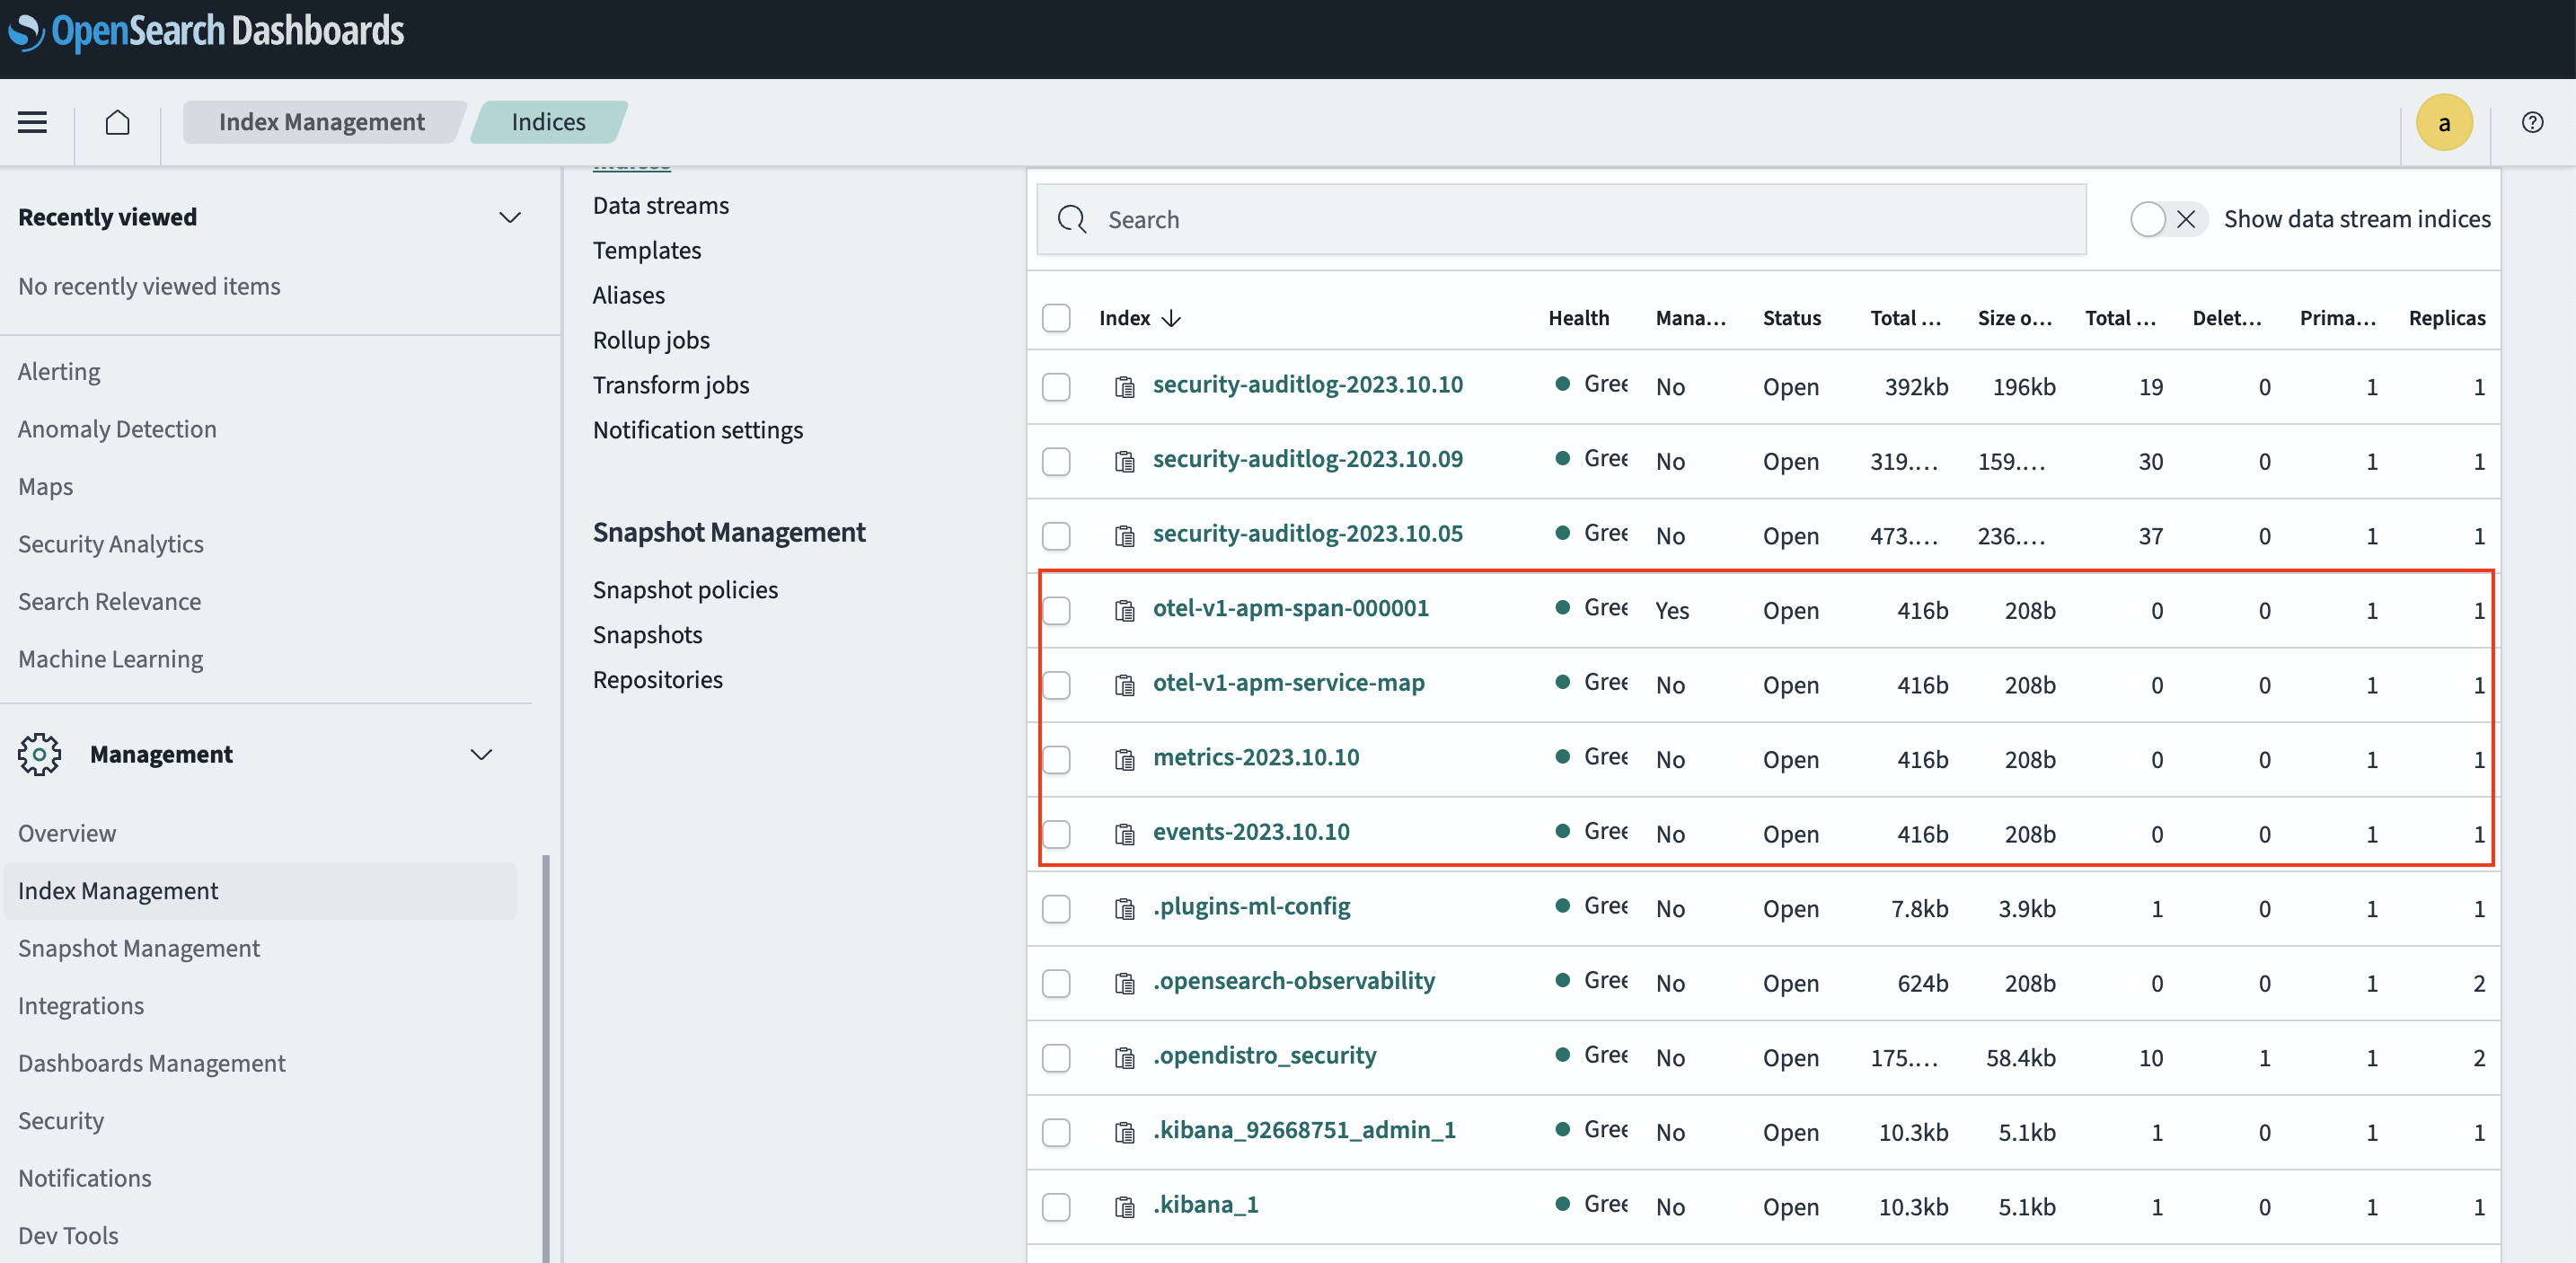 OpenSearch Dashboards
Index Management
Indices
a
Recently viewed
No recently viewed items
Alerting
Anomaly Detection
Maps
Security Analytics
Search Relevance
Machine Learning
Management
Overview
Index Management
Snapshot Management
Integrations
Dashboards Management
Security
Notifications
Dev Tools
Indices
Data streams
Templates
Aliases
Rollup jobs
Transform jobs
Notification settings
Snapshot Management
Snapshot policies
Snapshots
Repositories
Search
Show data stream indices
Index Health Mana... Status Total ... Size o... Total ... Delet... Prima... Replicas
security-auditlog-2023.10.10 Gree No Open 392kb 196kb 19 0 1 1
security-auditlog-2023.10.09 Gree No Open 319.... 159.... 30 0 1 1
security-auditlog-2023.10.05 Gree No Open 473.... 236.... 37 0 1 1
otel-v1-apm-span-000001 Gree Yes Open 416b 208b 0 0 1 1
otel-v1-apm-service-map Gree No Open 416b 208b 0 0 1 1
metrics-2023.10.10 Gree No Open 416b 208b 0 0 1 1
events-2023.10.10 Gree No Open 416b 208b 0 0 1 1
.plugins-ml-config Gree No Open 7.8kb 3.9kb 1 0 1 1
.opensearch-observability Gree No Open 624b 208b 0 0 1 2
.opendistro_security Gree No Open 175.... 58.4kb 10 1 1 2
.kibana_92668751_admin_1 Gree No Open 10.3kb 5.1kb 1 0 1 1
.kibana_1 Gree No Open 10.3kb 5.1kb 1 0 1 1